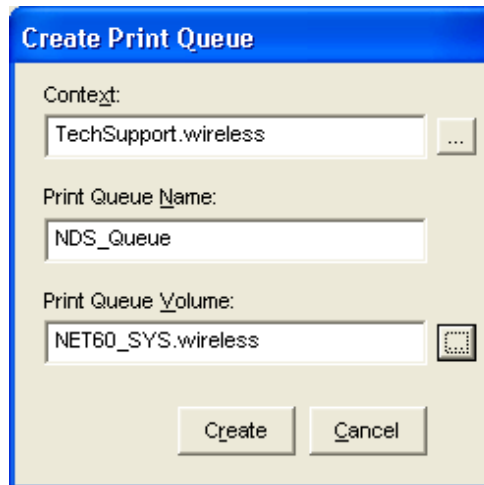 Create Print Queue
Context:
TechSupport.wireless
...
Print Queue Name:
NDS_Queue
Print Queue Volume:
NET60_SYS.wireless
...
Create Cancel